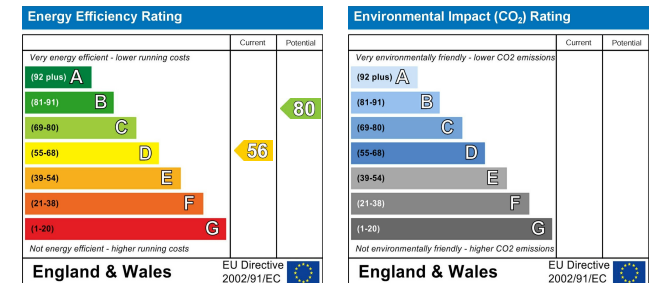 Energy Efficiency Rating
Current Potential
Very energy efficient - lower running costs
(92 plus) A
(81-91) B
80
(69-80) C
(55-68) D
56
(39-54) E
(21-38) F
(1-20) G
Not energy efficient - higher running costs
England & Wales
EU Directive
2002/91/EC
Environmental Impact (CO2) Rating
Current Potential
Very environmentally friendly - lower CO2 emissions
(92 plus) A
(81-91) B
(69-80) C
(55-68) D
(39-54) E
(21-38) F
(1-20) G
Not environmentally friendly - higher CO2 emissions
England & Wales
EU Directive
2002/91/EC